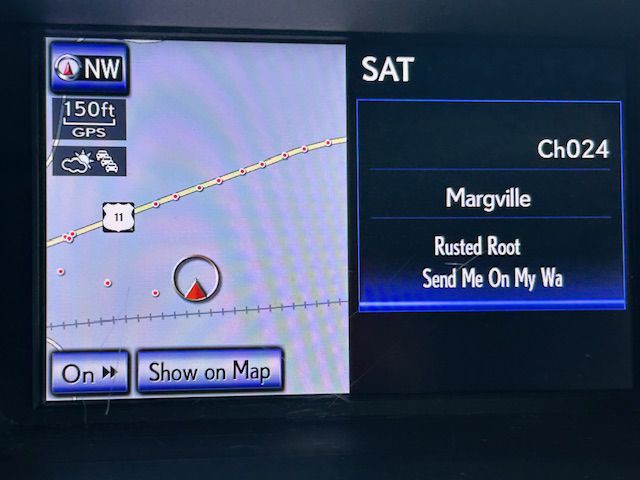 NW
150ft
GPS
11
On
Show on Map
SAT
Ch024
Margville
Rusted Root
Send Me On My Wa